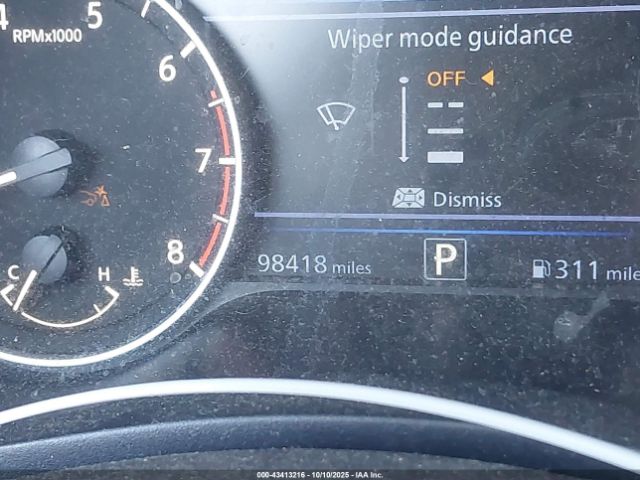 4
5
RPMx1000
6
7
8
C
H
Wiper mode guidance
OFF
Dismiss
98418 miles
P
311 mile
000-43413216 - 10/10/2025 - IAA Inc.